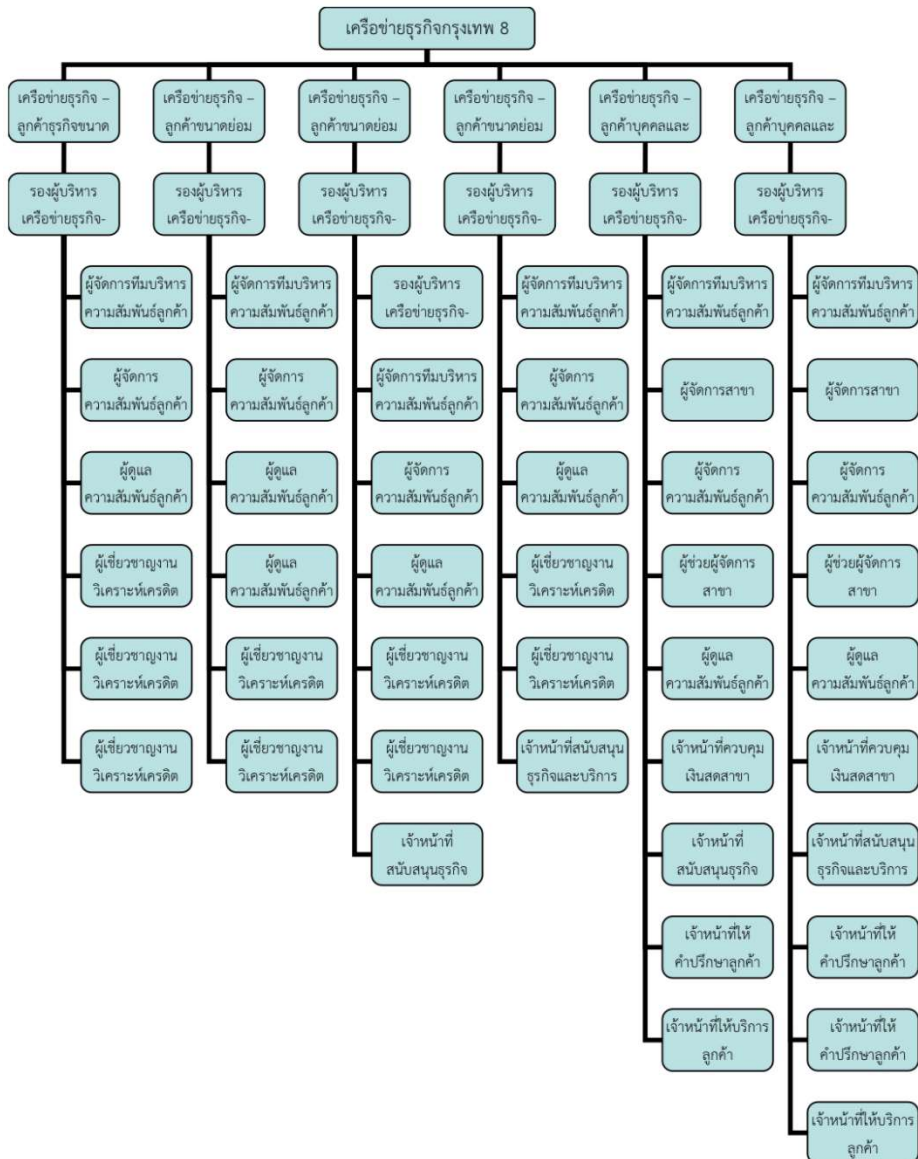 เครือข่ายธุรกิจกรุงเทพ 8
เครือข่ายธุรกิจ –
ลูกค้าธุรกิจขนาด
เครือข่ายธุรกิจ –
ลูกค้าขนาดย่อม
เครือข่ายธุรกิจ –
ลูกค้าขนาดย่อม
เครือข่ายธุรกิจ –
ลูกค้าขนาดย่อม
เครือข่ายธุรกิจ –
ลูกค้าบุคคลและ
เครือข่ายธุรกิจ –
ลูกค้าบุคคลและ
รองผู้บริหาร
เครือข่ายธุรกิจ-
รองผู้บริหาร
เครือข่ายธุรกิจ-
รองผู้บริหาร
เครือข่ายธุรกิจ-
รองผู้บริหาร
เครือข่ายธุรกิจ-
รองผู้บริหาร
เครือข่ายธุรกิจ-
รองผู้บริหาร
เครือข่ายธุรกิจ-
ผู้จัดการทีมบริหาร
ความสัมพันธ์ลูกค้า
ผู้จัดการทีมบริหาร
ความสัมพันธ์ลูกค้า
รองผู้บริหาร
เครือข่ายธุรกิจ-
ผู้จัดการทีมบริหาร
ความสัมพันธ์ลูกค้า
ผู้จัดการทีมบริหาร
ความสัมพันธ์ลูกค้า
ผู้จัดการทีมบริหาร
ความสัมพันธ์ลูกค้า
ผู้จัดการ
ความสัมพันธ์ลูกค้า
ผู้จัดการ
ความสัมพันธ์ลูกค้า
ผู้จัดการทีมบริหาร
ความสัมพันธ์ลูกค้า
ผู้จัดการ
ความสัมพันธ์ลูกค้า
ผู้จัดการสาขา
ผู้จัดการสาขา
ผู้ดูแล
ความสัมพันธ์ลูกค้า
ผู้ดูแล
ความสัมพันธ์ลูกค้า
ผู้จัดการ
ความสัมพันธ์ลูกค้า
ผู้ดูแล
ความสัมพันธ์ลูกค้า
ผู้จัดการ
ความสัมพันธ์ลูกค้า
ผู้จัดการ
ความสัมพันธ์ลูกค้า
ผู้เชี่ยวชาญงาน
วิเคราะห์เครดิต
ผู้ดูแล
ความสัมพันธ์ลูกค้า
ผู้ดูแล
ความสัมพันธ์ลูกค้า
ผู้เชี่ยวชาญงาน
วิเคราะห์เครดิต
ผู้ช่วยผู้จัดการ
สาขา
ผู้ช่วยผู้จัดการ
สาขา
ผู้เชี่ยวชาญงาน
วิเคราะห์เครดิต
ผู้เชี่ยวชาญงาน
วิเคราะห์เครดิต
ผู้เชี่ยวชาญงาน
วิเคราะห์เครดิต
ผู้เชี่ยวชาญงาน
วิเคราะห์เครดิต
ผู้ดูแล
ความสัมพันธ์ลูกค้า
ผู้ดูแล
ความสัมพันธ์ลูกค้า
ผู้เชี่ยวชาญงาน
วิเคราะห์เครดิต
ผู้เชี่ยวชาญงาน
วิเคราะห์เครดิต
ผู้เชี่ยวชาญงาน
วิเคราะห์เครดิต
เจ้าหน้าที่สนับสนุน
ธุรกิจและบริการ
เจ้าหน้าที่ควบคุม
เงินสดสาขา
เจ้าหน้าที่ควบคุม
เงินสดสาขา
เจ้าหน้าที่
สนับสนุนธุรกิจ
เจ้าหน้าที่
สนับสนุนธุรกิจ
เจ้าหน้าที่สนับสนุน
ธุรกิจและบริการ
เจ้าหน้าที่ให้
คำปรึกษาลูกค้า
เจ้าหน้าที่ให้
คำปรึกษาลูกค้า
เจ้าหน้าที่ให้บริการ
ลูกค้า
เจ้าหน้าที่ให้
คำปรึกษาลูกค้า
เจ้าหน้าที่ให้บริการ
ลูกค้า